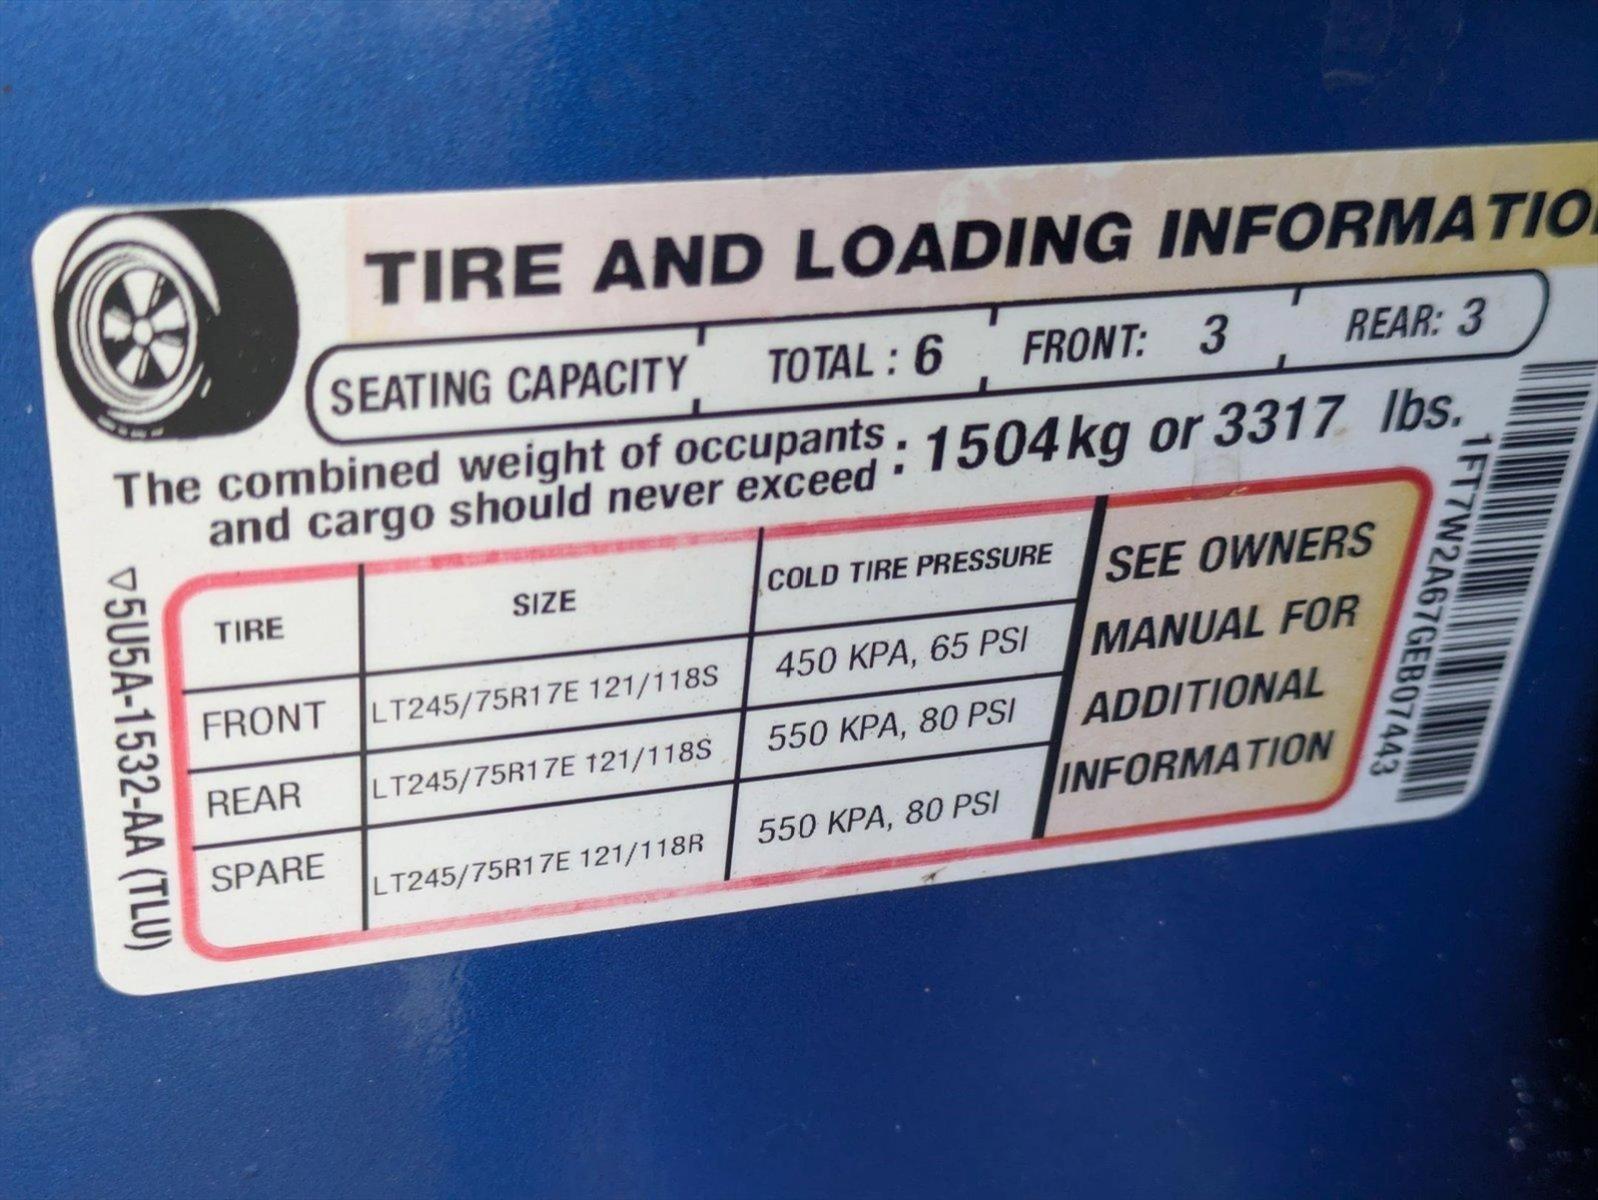 TIRE AND LOADING INFORMATIO
SEATING CAPACITY TOTAL : 6 FRONT: 3 REAR: 3
The combined weight of occupants
and cargo should never exceed : 1504kg or 3317 lbs.
TIRE SIZE COLD TIRE PRESSURE
FRONT LT245/75R17E 121/118S 450 KPA, 65 PSI
REAR LT245/75R17E 121/118S 550 KPA, 80 PSI
SPARE LT245/75R17E 121/118R 550 KPA, 80 PSI
SEE OWNERS
MANUAL FOR
ADDITIONAL
INFORMATION
▽5U5A-1532-AA (TLU)
1FT7W2A67GEB07443